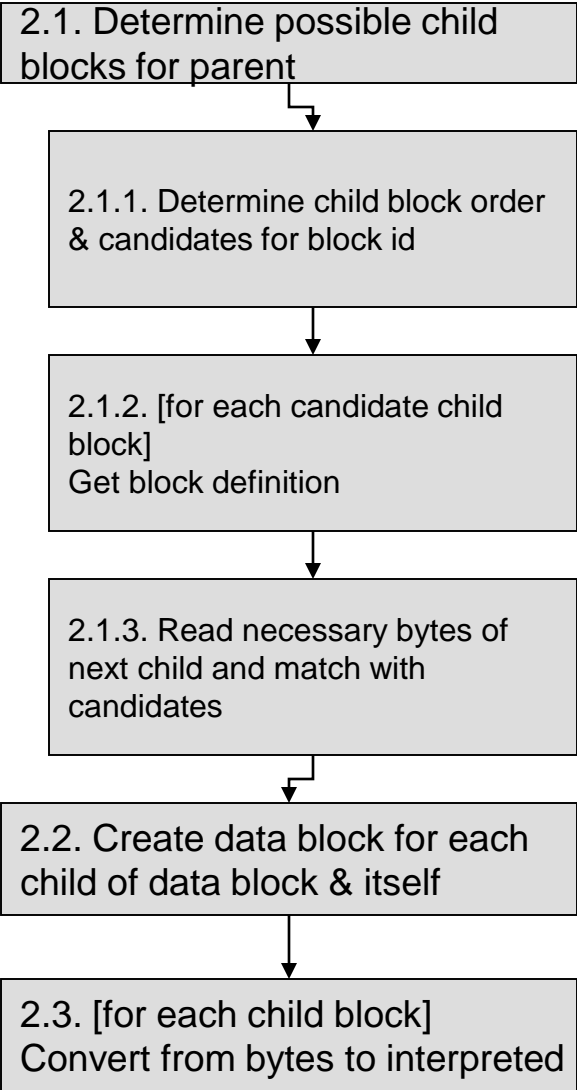 2.1. Determine possible child
blocks for parent
2.1.1. Determine child block order
& candidates for block id
2.1.2. [for each candidate child
block]
Get block definition
2.1.3. Read necessary bytes of
next child and match with
candidates
2.2. Create data block for each
child of data block & itself
2.3. [for each child block]
Convert from bytes to interpreted